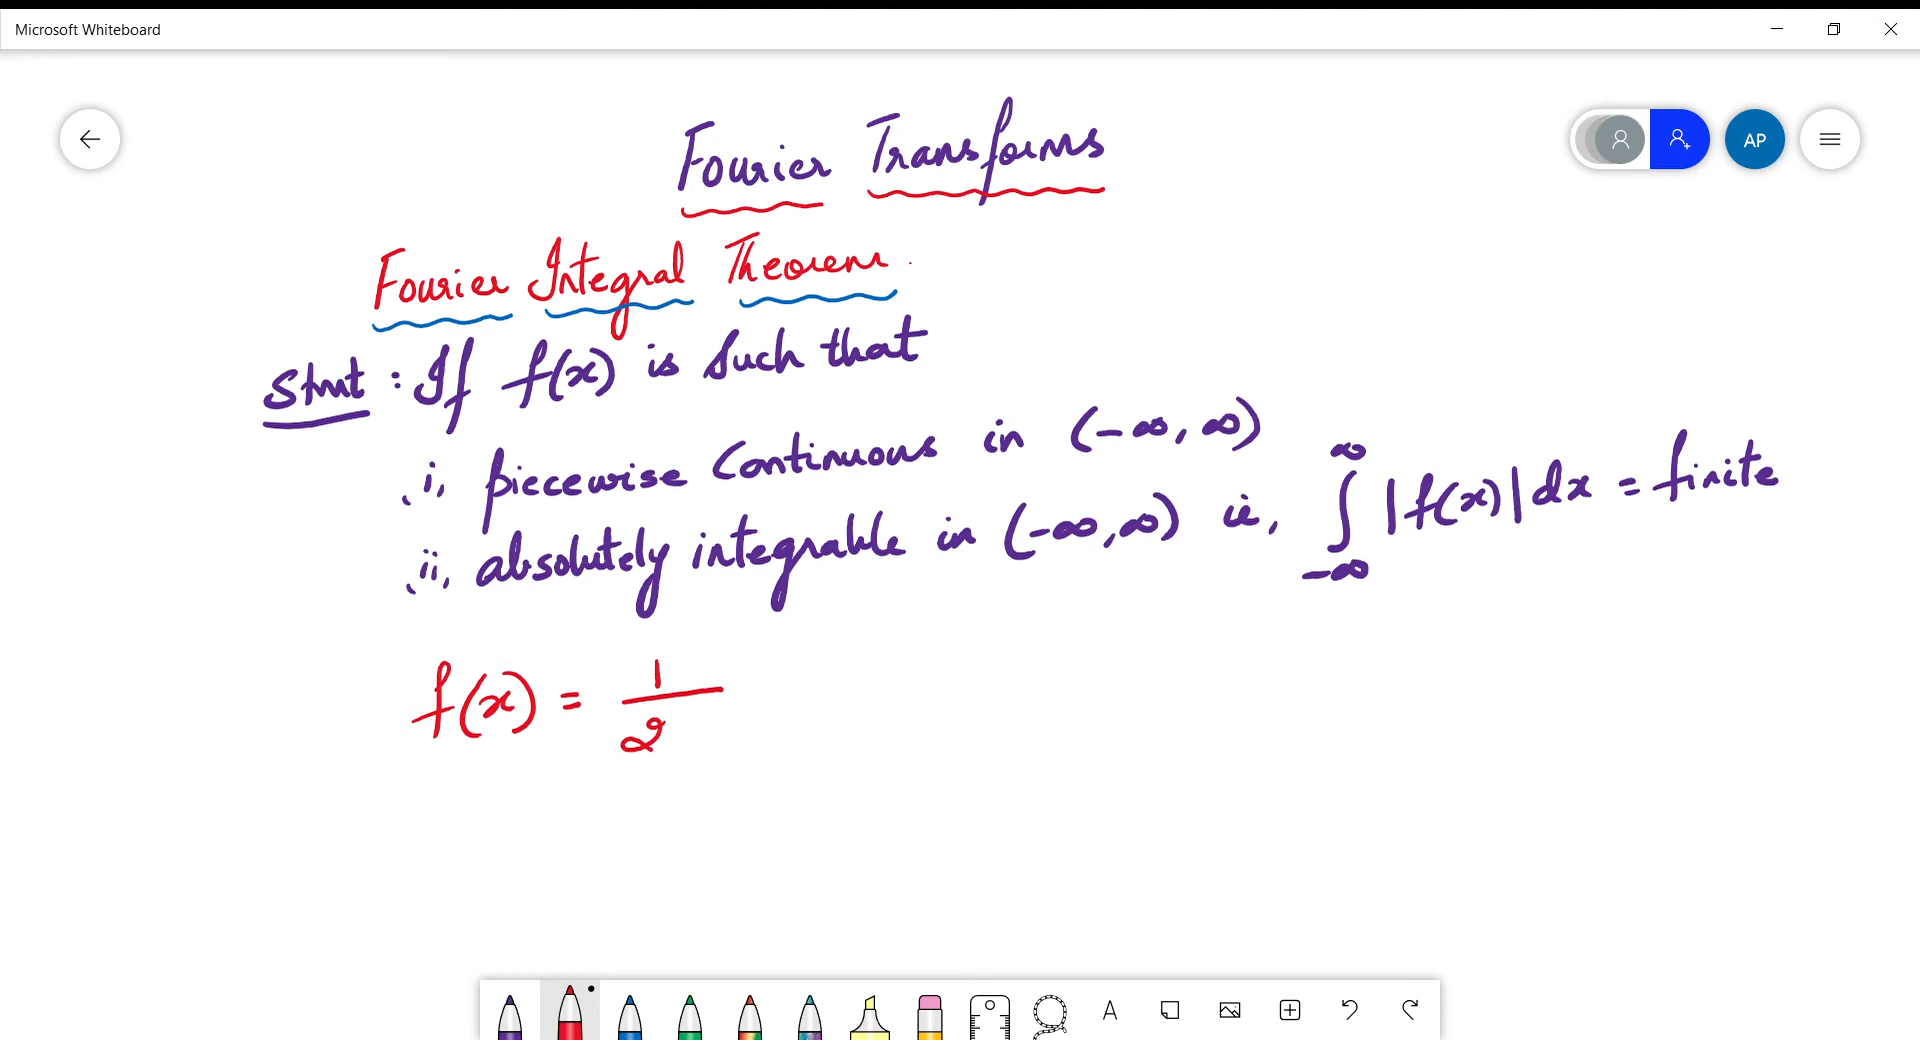 Microsoft Whiteboard
AP
Fourier Transforms
Fourier Integral Theorem.
Stmt : If f(x) is such that
(i, piecewise continuous in (-∞, ∞)
(ii, absolutely integrable in (-∞,∞) ie, ∫_{-∞}^{∞} |f(x)| dx = finite
f(x) = 1/2
A